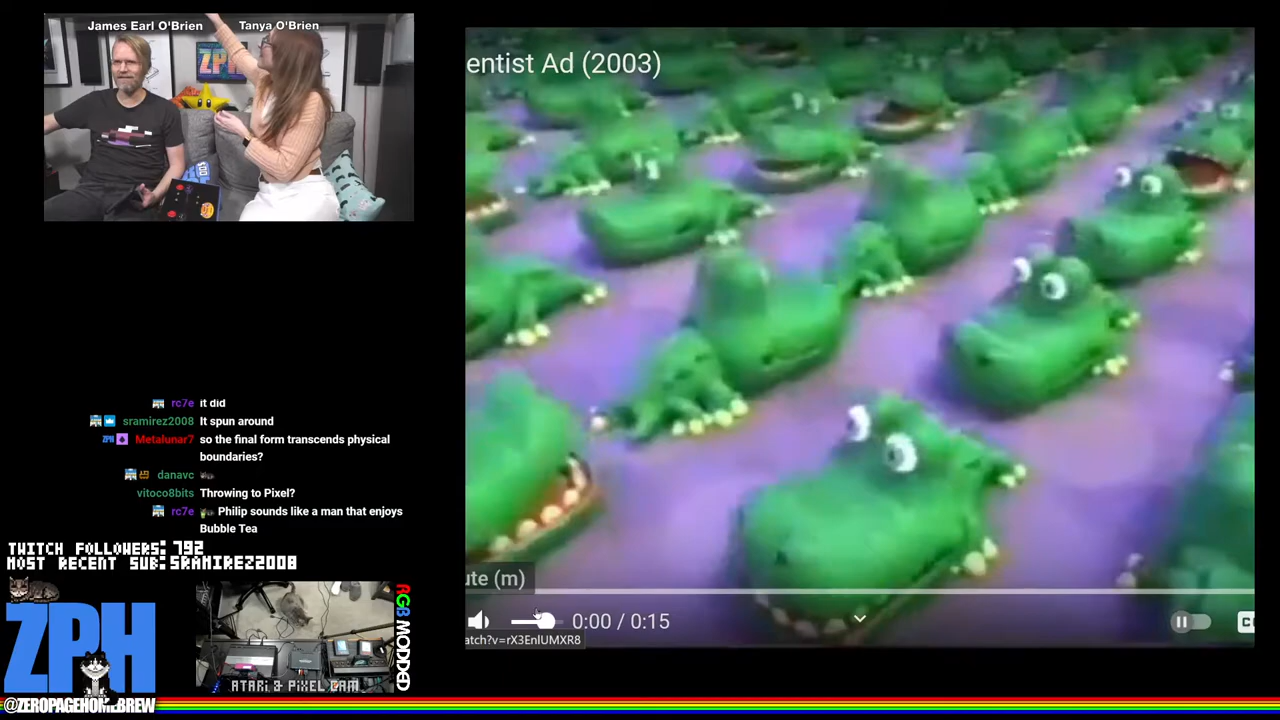 James Earl O'Brien
Tanya O'Brien
ZPH
entist Ad (2003)
rc7e it did
sramirez2008 It spun around
ZPH Metalunar7 so the final form transcends physical
boundaries?
danavc
vitoco8bits Throwing to Pixel?
rc7e Philip sounds like a man that enjoys
Bubble Tea
ute (m)
0:00 / 0:15
atch?v=rX3EnlUMXR8
TWITCH FOLLOWERS: 792
MOST RECENT SUB: SRAMIREZ2008
ZPH
RGB MODDED
ATARI & PIXEL CAM
@ZEROPAGEHOMEBREW